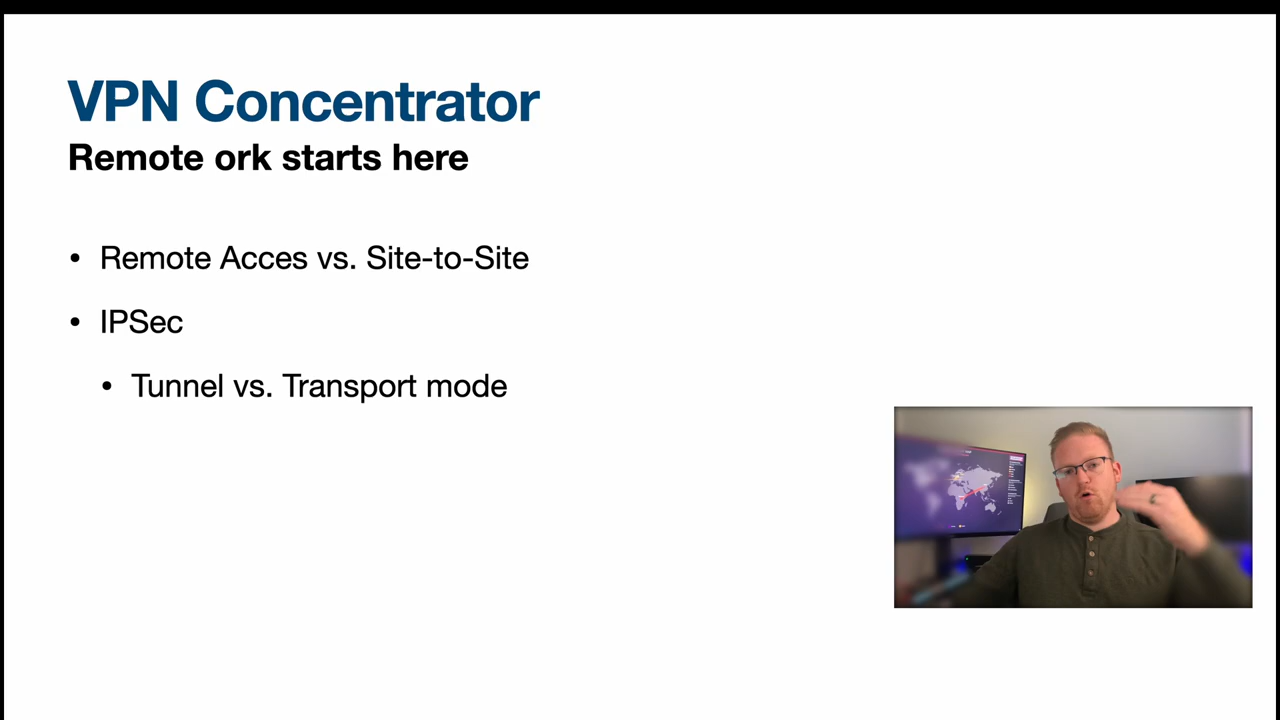 VPN Concentrator
Remote ork starts here
• Remote Acces vs. Site-to-Site
• IPSec
• Tunnel vs. Transport mode